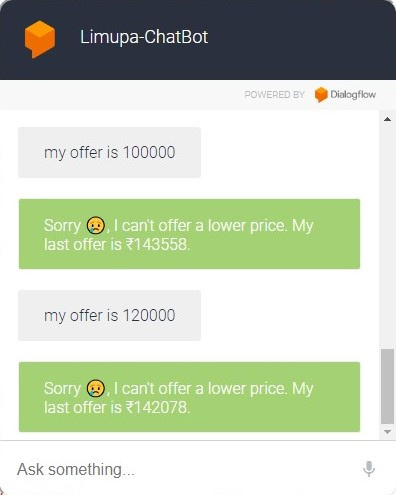 Limupa-ChatBot
POWERED BY Dialogflow
my offer is 100000
Sorry 😥, I can't offer a lower price. My
last offer is ₹143558.
my offer is 120000
Sorry 😥, I can't offer a lower price. My
last offer is ₹142078.
Ask something...